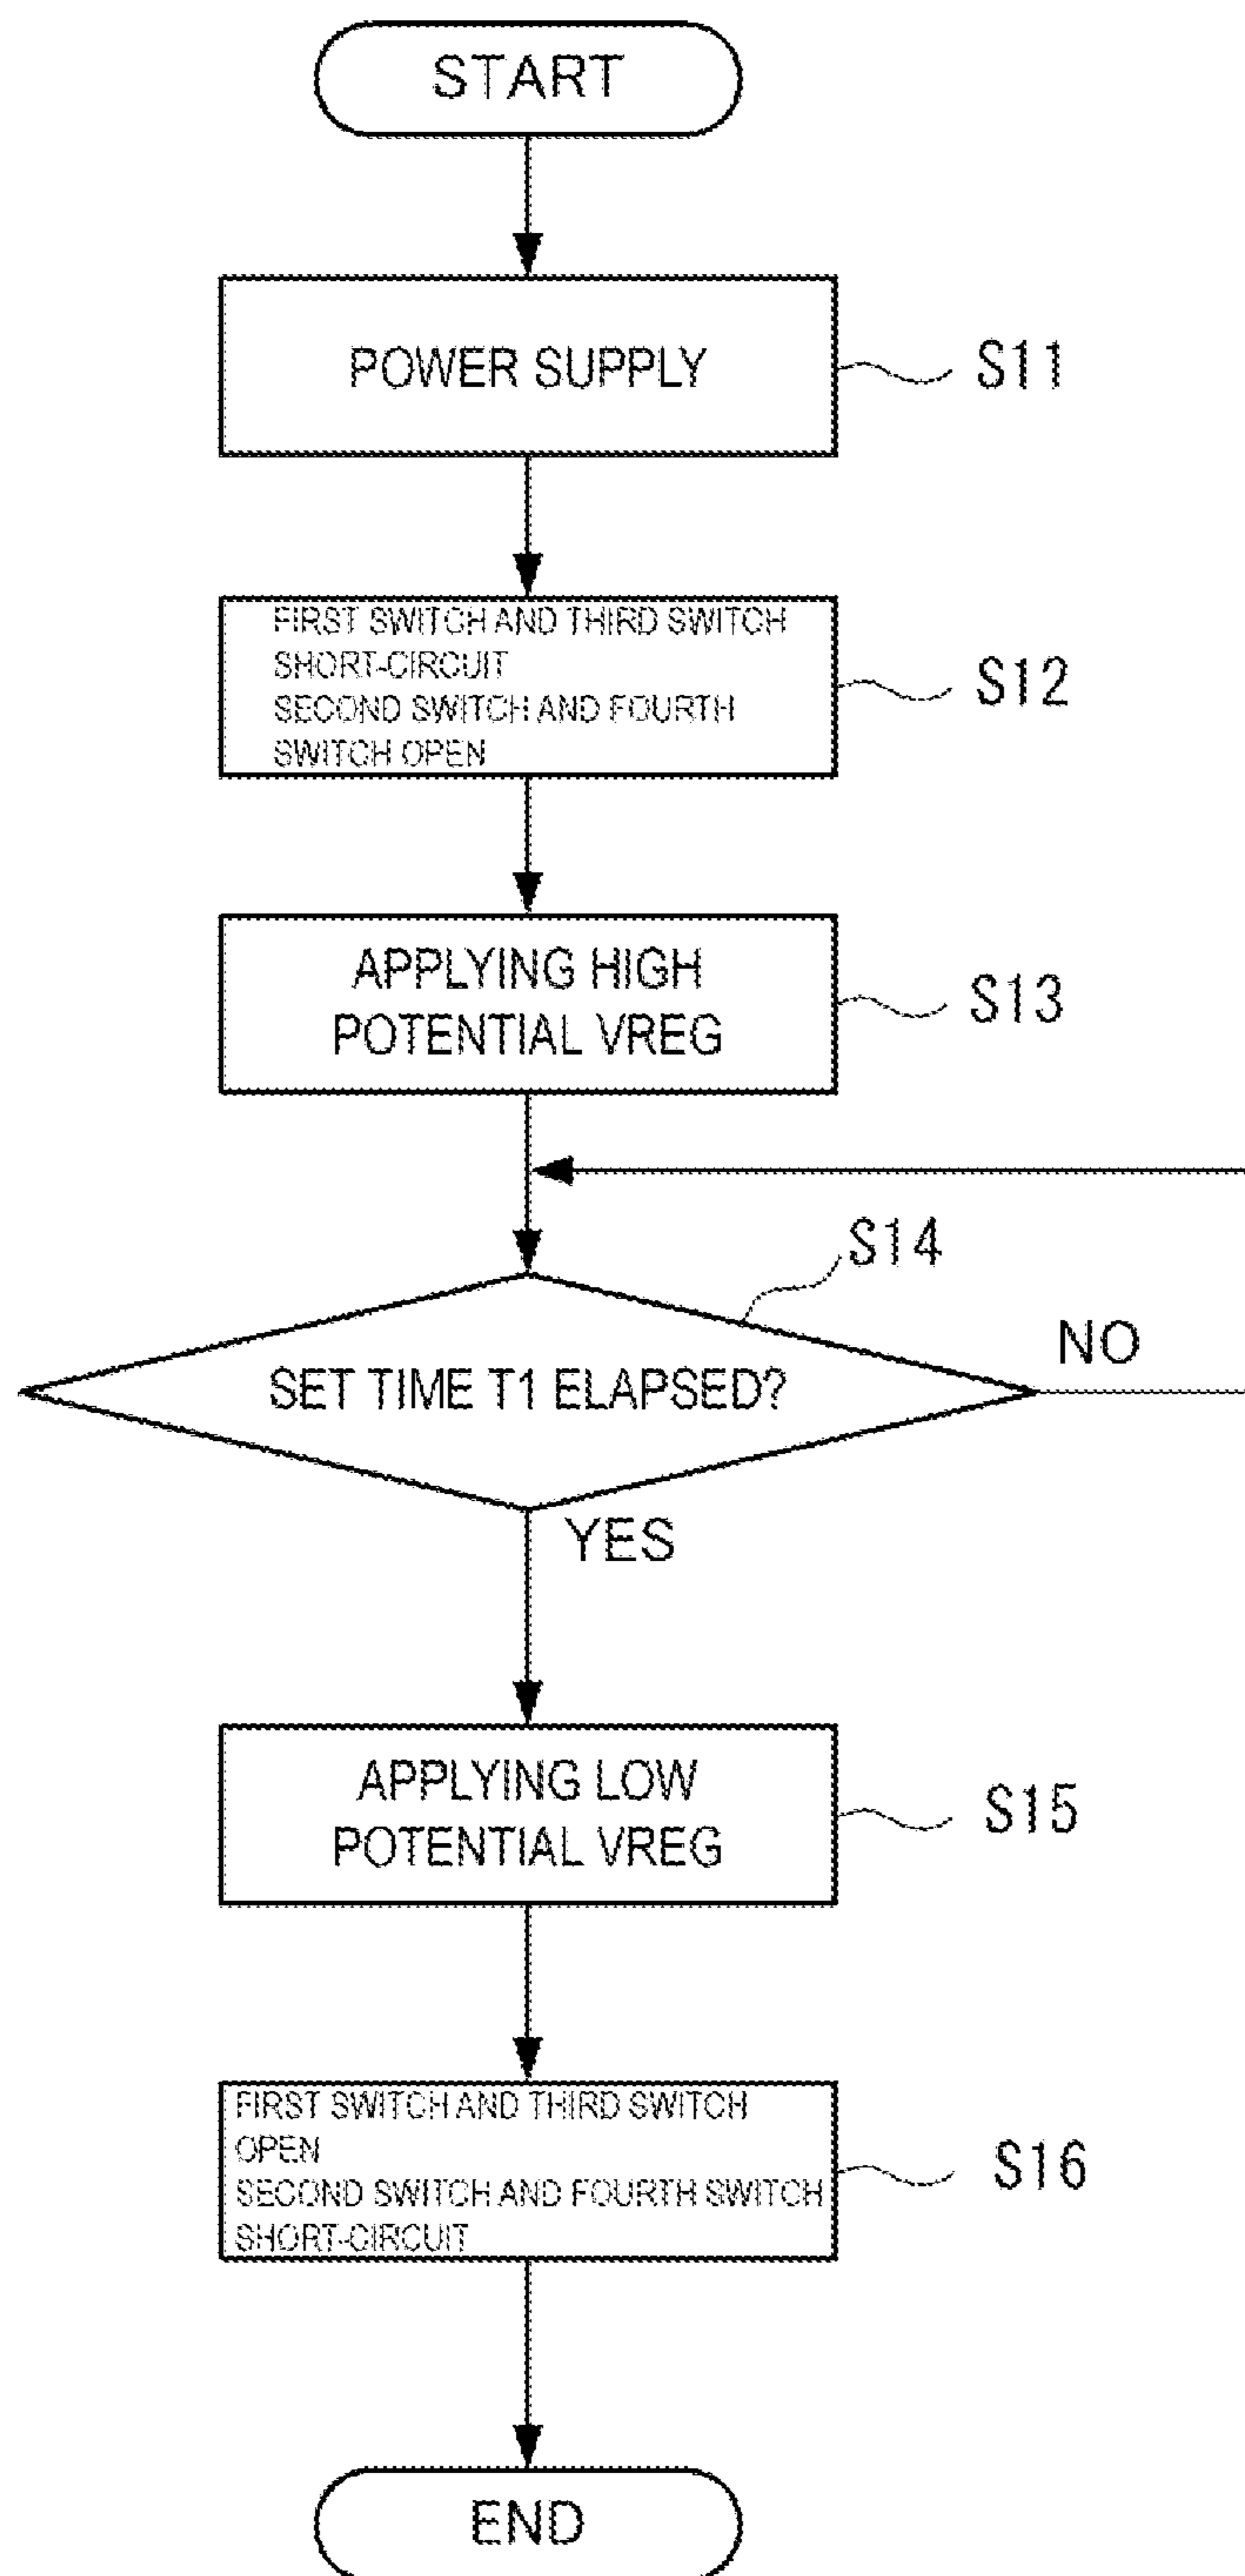 START
POWER SUPPLY
S11
FIRST SWITCH AND THIRD SWITCH
SHORT-CIRCUIT
SECOND SWITCH AND FOURTH
SWITCH OPEN
S12
APPLYING HIGH
POTENTIAL VREG
S13
S14
SET TIME T1 ELAPSED?
NO
YES
APPLYING LOW
POTENTIAL VREG
S15
FIRST SWITCH AND THIRD SWITCH
OPEN
SECOND SWITCH AND FOURTH SWITCH
SHORT-CIRCUIT
S16
END